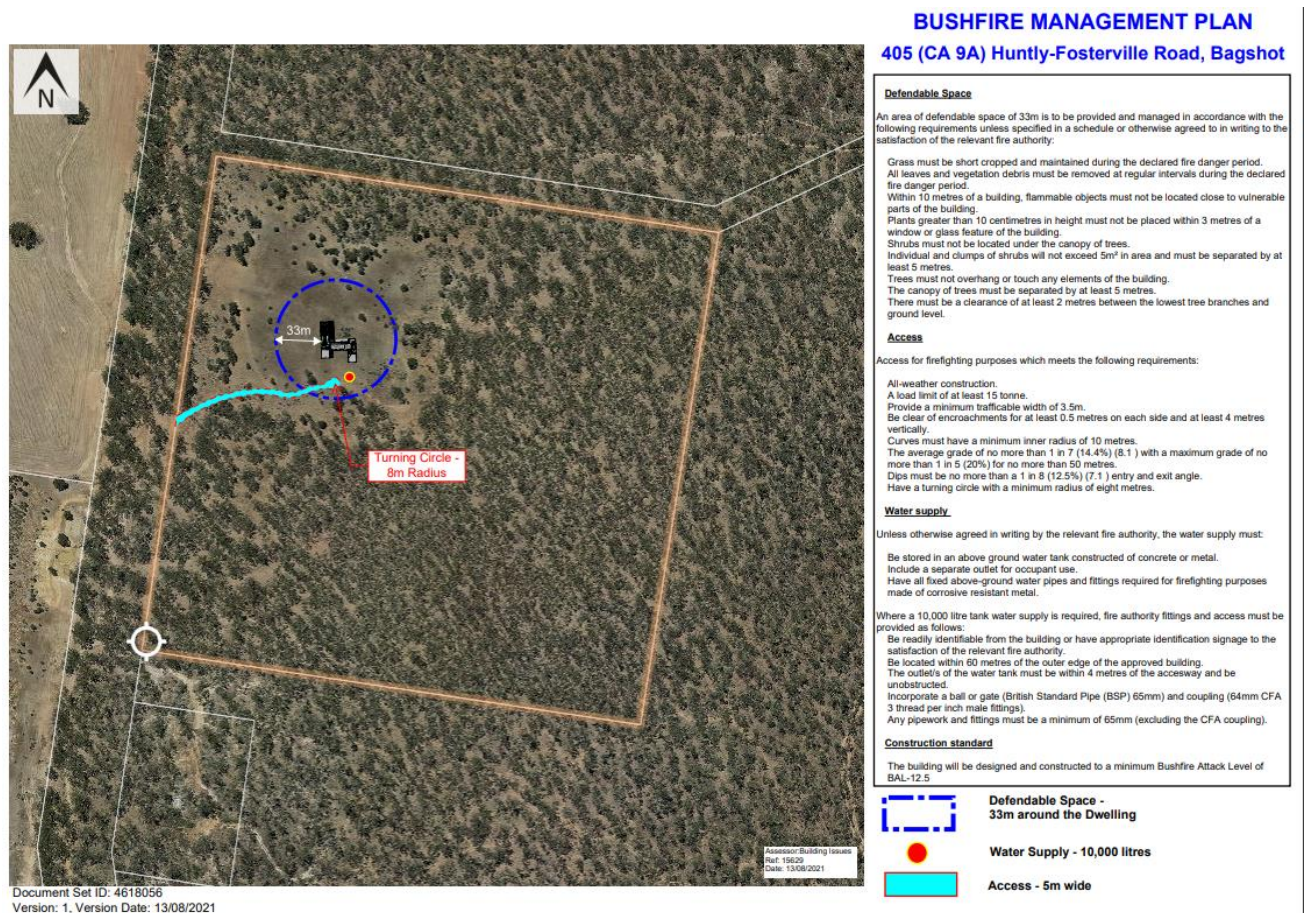 BUSHFIRE MANAGEMENT PLAN
405 (CA 9A) Huntly-Fosterville Road, Bagshot
N
33m
Turning Circle -
8m Radius
Assessor:Building Issues
Ref: 15629
Date: 13/08/2021
Document Set ID: 4618056
Version: 1, Version Date: 13/08/2021
Defendable Space
An area of defendable space of 33m is to be provided and managed in accordance with the
following requirements unless specified in a schedule or otherwise agreed to in writing to the
satisfaction of the relevant fire authority:
Grass must be short cropped and maintained during the declared fire danger period.
All leaves and vegetation debris must be removed at regular intervals during the declared
fire danger period.
Within 10 metres of a building, flammable objects must not be located close to vulnerable
parts of the building.
Plants greater than 10 centimetres in height must not be placed within 3 metres of a
window or glass feature of the building.
Shrubs must not be located under the canopy of trees.
Individual and clumps of shrubs will not exceed 5m² in area and must be separated by at
least 5 metres.
Trees must not overhang or touch any elements of the building.
The canopy of trees must be separated by at least 5 metres.
There must be a clearance of at least 2 metres between the lowest tree branches and
ground level.
Access
Access for firefighting purposes which meets the following requirements:
All-weather construction.
A load limit of at least 15 tonne.
Provide a minimum trafficable width of 3.5m.
Be clear of encroachments for at least 0.5 metres on each side and at least 4 metres
vertically.
Curves must have a minimum inner radius of 10 metres.
The average grade of no more than 1 in 7 (14.4%) (8.1 ) with a maximum grade of no
more than 1 in 5 (20%) for no more than 50 metres.
Dips must be no more than a 1 in 8 (12.5%) (7.1 ) entry and exit angle.
Have a turning circle with a minimum radius of eight metres.
Water supply
Unless otherwise agreed in writing by the relevant fire authority, the water supply must:
Be stored in an above ground water tank constructed of concrete or metal.
Include a separate outlet for occupant use.
Have all fixed above-ground water pipes and fittings required for firefighting purposes
made of corrosive resistant metal.
Where a 10,000 litre tank water supply is required, fire authority fittings and access must be
provided as follows:
Be readily identifiable from the building or have appropriate identification signage to the
satisfaction of the relevant fire authority.
Be located within 60 metres of the outer edge of the approved building.
The outlet/s of the water tank must be within 4 metres of the accesway and be
unobstructed.
Incorporate a ball or gate (British Standard Pipe (BSP) 65mm) and coupling (64mm CFA
3 thread per inch male fittings).
Any pipework and fittings must be a minimum of 65mm (excluding the CFA coupling).
Construction standard
The building will be designed and constructed to a minimum Bushfire Attack Level of
BAL-12.5
Defendable Space -
33m around the Dwelling
Water Supply - 10,000 litres
Access - 5m wide